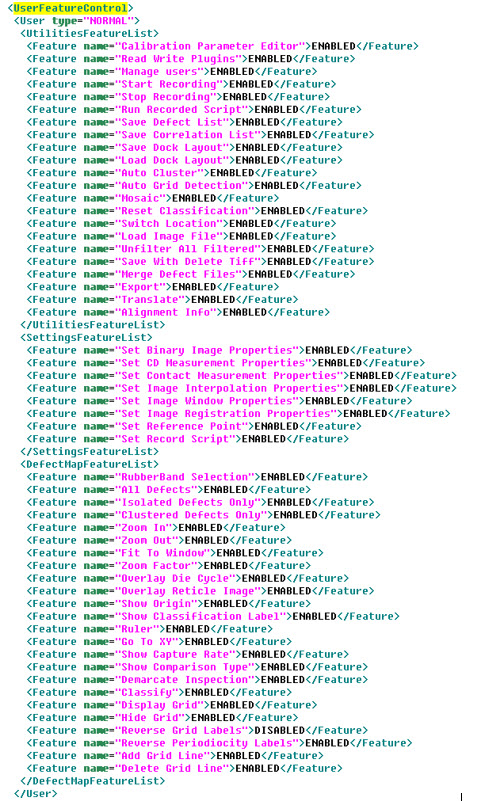 <UserFeatureControl>
<User type="NORMAL">
<UtilitiesFeatureList>
<Feature name="Calibration Parameter Editor">ENABLED</Feature>
<Feature name="Read Write Plugins">ENABLED</Feature>
<Feature name="Manage users">ENABLED</Feature>
<Feature name="Start Recording">ENABLED</Feature>
<Feature name="Stop Recording">ENABLED</Feature>
<Feature name="Run Recorded Script">ENABLED</Feature>
<Feature name="Save Defect List">ENABLED</Feature>
<Feature name="Save Correlation List">ENABLED</Feature>
<Feature name="Save Dock Layout">ENABLED</Feature>
<Feature name="Load Dock Layout">ENABLED</Feature>
<Feature name="Auto Cluster">ENABLED</Feature>
<Feature name="Auto Grid Detection">ENABLED</Feature>
<Feature name="Mosaic">ENABLED</Feature>
<Feature name="Reset Classification">ENABLED</Feature>
<Feature name="Switch Location">ENABLED</Feature>
<Feature name="Load Image File">ENABLED</Feature>
<Feature name="Unfilter All Filtered">ENABLED</Feature>
<Feature name="Save With Delete Tiff">ENABLED</Feature>
<Feature name="Merge Defect Files">ENABLED</Feature>
<Feature name="Export">ENABLED</Feature>
<Feature name="Translate">ENABLED</Feature>
<Feature name="Alignment Info">ENABLED</Feature>
</UtilitiesFeatureList>
<SettingsFeatureList>
<Feature name="Set Binary Image Properties">ENABLED</Feature>
<Feature name="Set CD Measurement Properties">ENABLED</Feature>
<Feature name="Set Contact Measurement Properties">ENABLED</Feature>
<Feature name="Set Image Interpolation Properties">ENABLED</Feature>
<Feature name="Set Image Window Properties">ENABLED</Feature>
<Feature name="Set Image Registration Properties">ENABLED</Feature>
<Feature name="Set Reference Point">ENABLED</Feature>
<Feature name="Set Record Script">ENABLED</Feature>
</SettingsFeatureList>
<DefectMapFeatureList>
<Feature name="RubberBand Selection">ENABLED</Feature>
<Feature name="All Defects">ENABLED</Feature>
<Feature name="Isolated Defects Only">ENABLED</Feature>
<Feature name="Clustered Defects Only">ENABLED</Feature>
<Feature name="Zoom In">ENABLED</Feature>
<Feature name="Zoom Out">ENABLED</Feature>
<Feature name="Fit To Window">ENABLED</Feature>
<Feature name="Zoom Factor">ENABLED</Feature>
<Feature name="Overlay Die Cycle">ENABLED</Feature>
<Feature name="Overlay Reticle Image">ENABLED</Feature>
<Feature name="Show Origin">ENABLED</Feature>
<Feature name="Show Classification Label">ENABLED</Feature>
<Feature name="Ruler">ENABLED</Feature>
<Feature name="Go To XY">ENABLED</Feature>
<Feature name="Show Capture Rate">ENABLED</Feature>
<Feature name="Show Comparison Type">ENABLED</Feature>
<Feature name="Demarcate Inspection">ENABLED</Feature>
<Feature name="Classify">ENABLED</Feature>
<Feature name="Display Grid">ENABLED</Feature>
<Feature name="Hide Grid">ENABLED</Feature>
<Feature name="Reverse Grid Labels">DISABLED</Feature>
<Feature name="Reverse Periodiocity Labels">ENABLED</Feature>
<Feature name="Add Grid Line">ENABLED</Feature>
<Feature name="Delete Grid Line">ENABLED</Feature>
</DefectMapFeatureList>
</User>